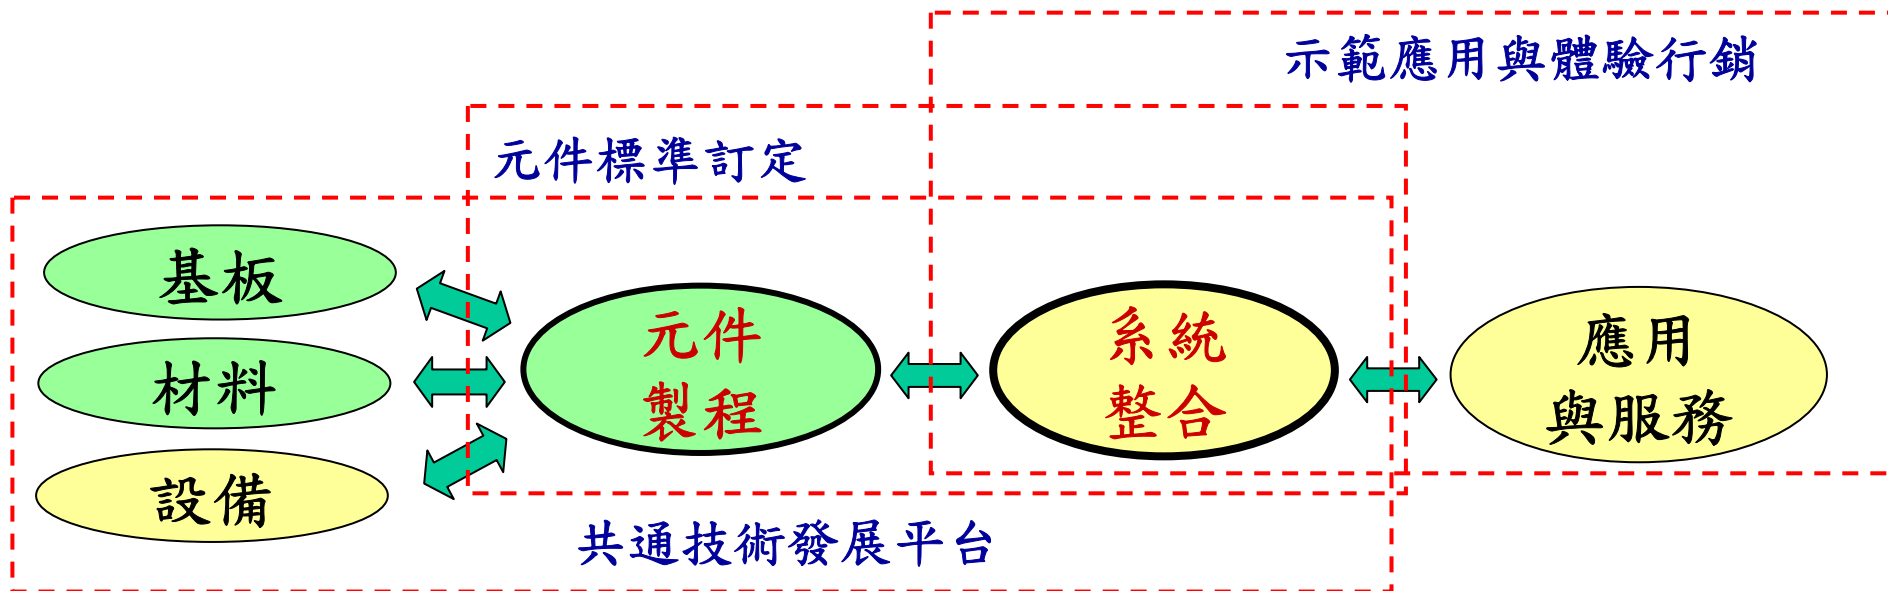 示範應用與體驗行銷
元件標準訂定
基板
材料
設備
元件
製程
系統
整合
應用
與服務
共通技術發展平台